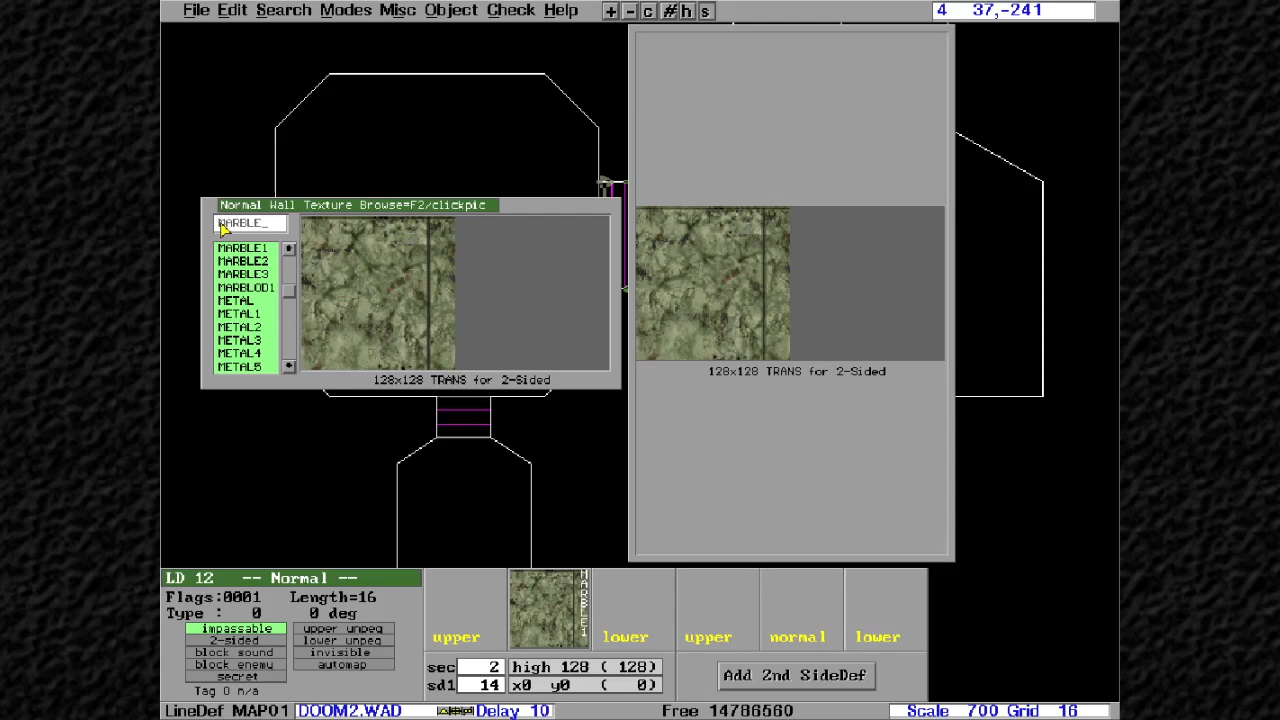 File Edit Search Modes Misc Object Check Help + - c # h s 4 37,-241
Normal Wall Texture Browse=F2/clickpic
MARBLE_
MARBLE1
MARBLE2
MARBLE3
MARBLOD1
METAL
METAL1
METAL2
METAL3
METAL4
METAL5
128x128 TRANS for 2-Sided
128x128 TRANS for 2-Sided
LD 12 -- Normal --
Flags:0001 Length=16
Type : 0 0 deg
impassable upper unpeg
2-sided lower unpeg
block sound invisible
block enemy automap
secret
Tag 0 n/a
upper MARBLE1 lower upper normal lower
sec 2 high 128 ( 128)
sd1 14 x0 y0 ( 0)
Add 2nd SideDef
LineDef MAP01 DOOM2.WAD Delay 10 Free 14786560 Scale 700 Grid 16